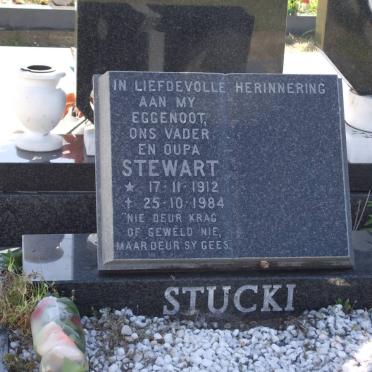 IN LIEFDEVOLLE HERINNERING
AAN MY
EGGENOOT,
ONS VADER
EN OUPA
STEWART
* 17·11·1912
† 25·10·1984
"NIE DEUR KRAG
OF GEWELD NIE,
MAAR DEUR SY GEES.
STUCKI